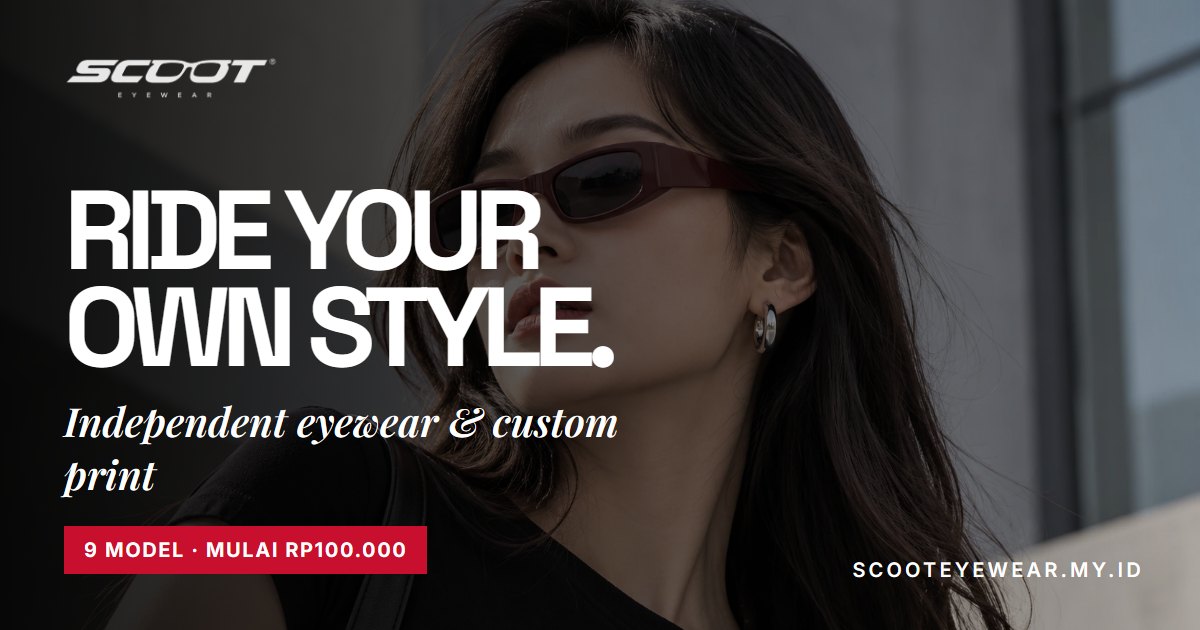 SCOOT®
EYEWEAR
RIDE YOUR
OWN STYLE.
Independent eyewear & custom
print
9 MODEL · MULAI RP100.000
SCOOTEYEWEAR.MY.ID